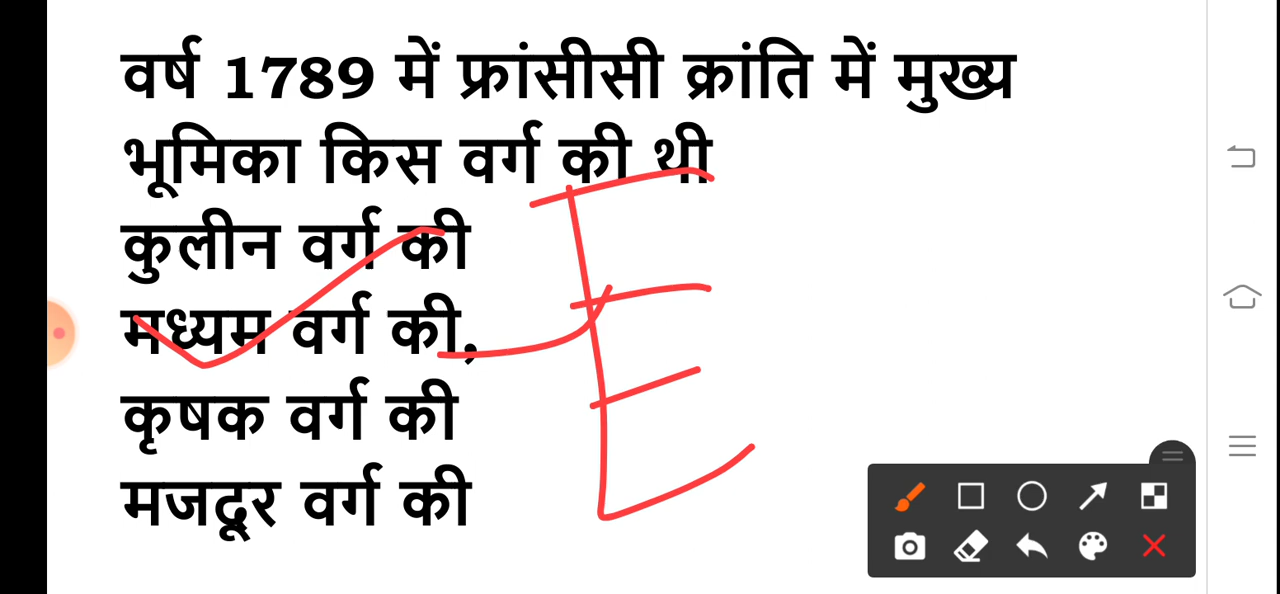 वर्ष 1789 में फ्रांसीसी क्रांति में मुख्य
भूमिका किस वर्ग की थी
कुलीन वर्ग की
मध्यम वर्ग की,
कृषक वर्ग की
मजदूर वर्ग की